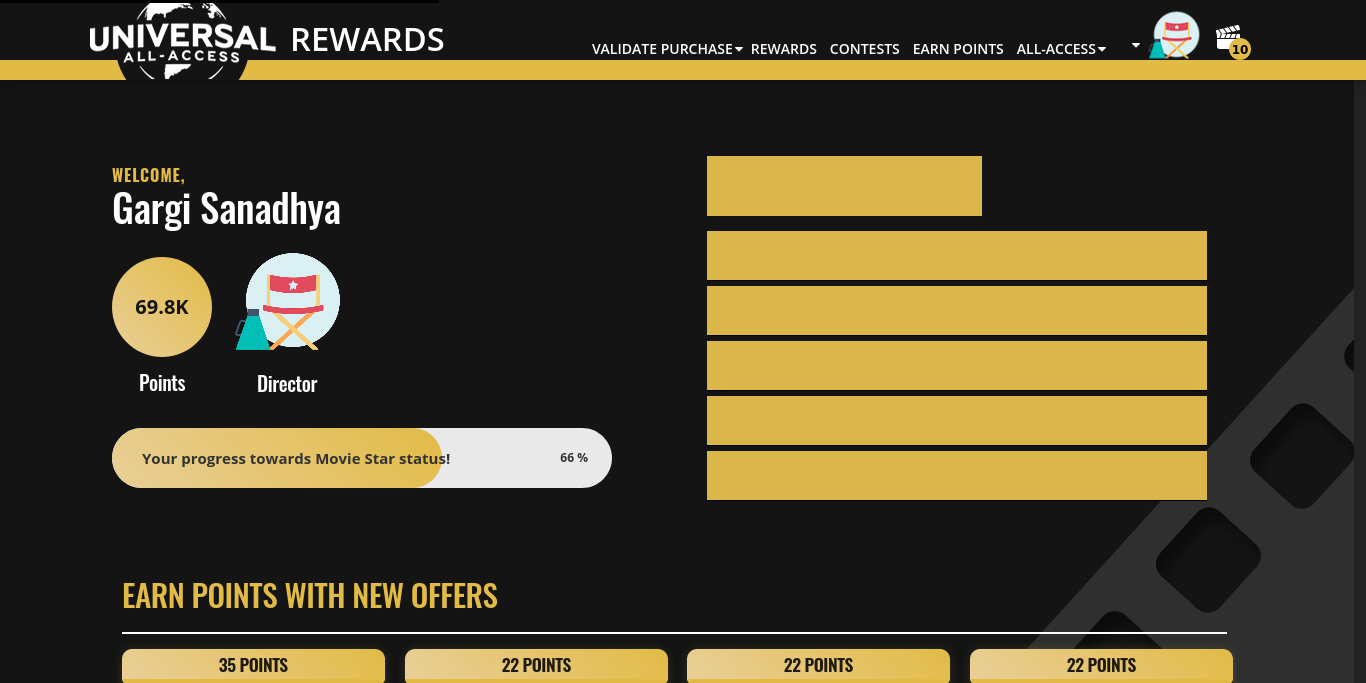 UNIVERSAL
ALL-ACCESS
REWARDS
VALIDATE PURCHASE REWARDS CONTESTS EARN POINTS ALL-ACCESS
10
WELCOME,
Gargi Sanadhya
69.8K
Points Director
Your progress towards Movie Star status! 66 %
EARN POINTS WITH NEW OFFERS
35 POINTS 22 POINTS 22 POINTS 22 POINTS